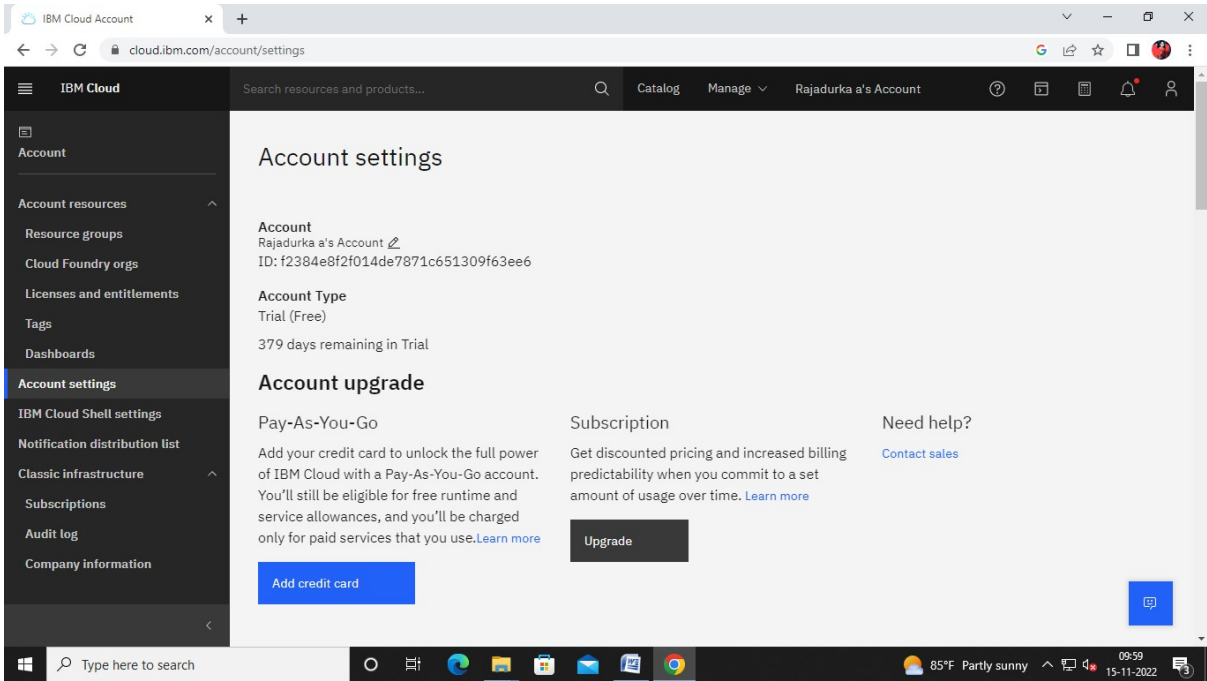 IBM Cloud Account
cloud.ibm.com/account/settings
IBM Cloud
Search resources and products...
Catalog
Manage
Rajadurka a's Account
Account
Account resources
Resource groups
Cloud Foundry orgs
Licenses and entitlements
Tags
Dashboards
Account settings
IBM Cloud Shell settings
Notification distribution list
Classic infrastructure
Subscriptions
Audit log
Company information
Account settings
Account
Rajadurka a's Account
ID: f2384e8f2f014de7871c651309f63ee6
Account Type
Trial (Free)
379 days remaining in Trial
Account upgrade
Pay-As-You-Go
Add your credit card to unlock the full power
of IBM Cloud with a Pay-As-You-Go account.
You'll still be eligible for free runtime and
service allowances, and you'll be charged
only for paid services that you use.Learn more
Add credit card
Subscription
Get discounted pricing and increased billing
predictability when you commit to a set
amount of usage over time. Learn more
Upgrade
Need help?
Contact sales
Type here to search
85°F Partly sunny
09:59
15-11-2022
3